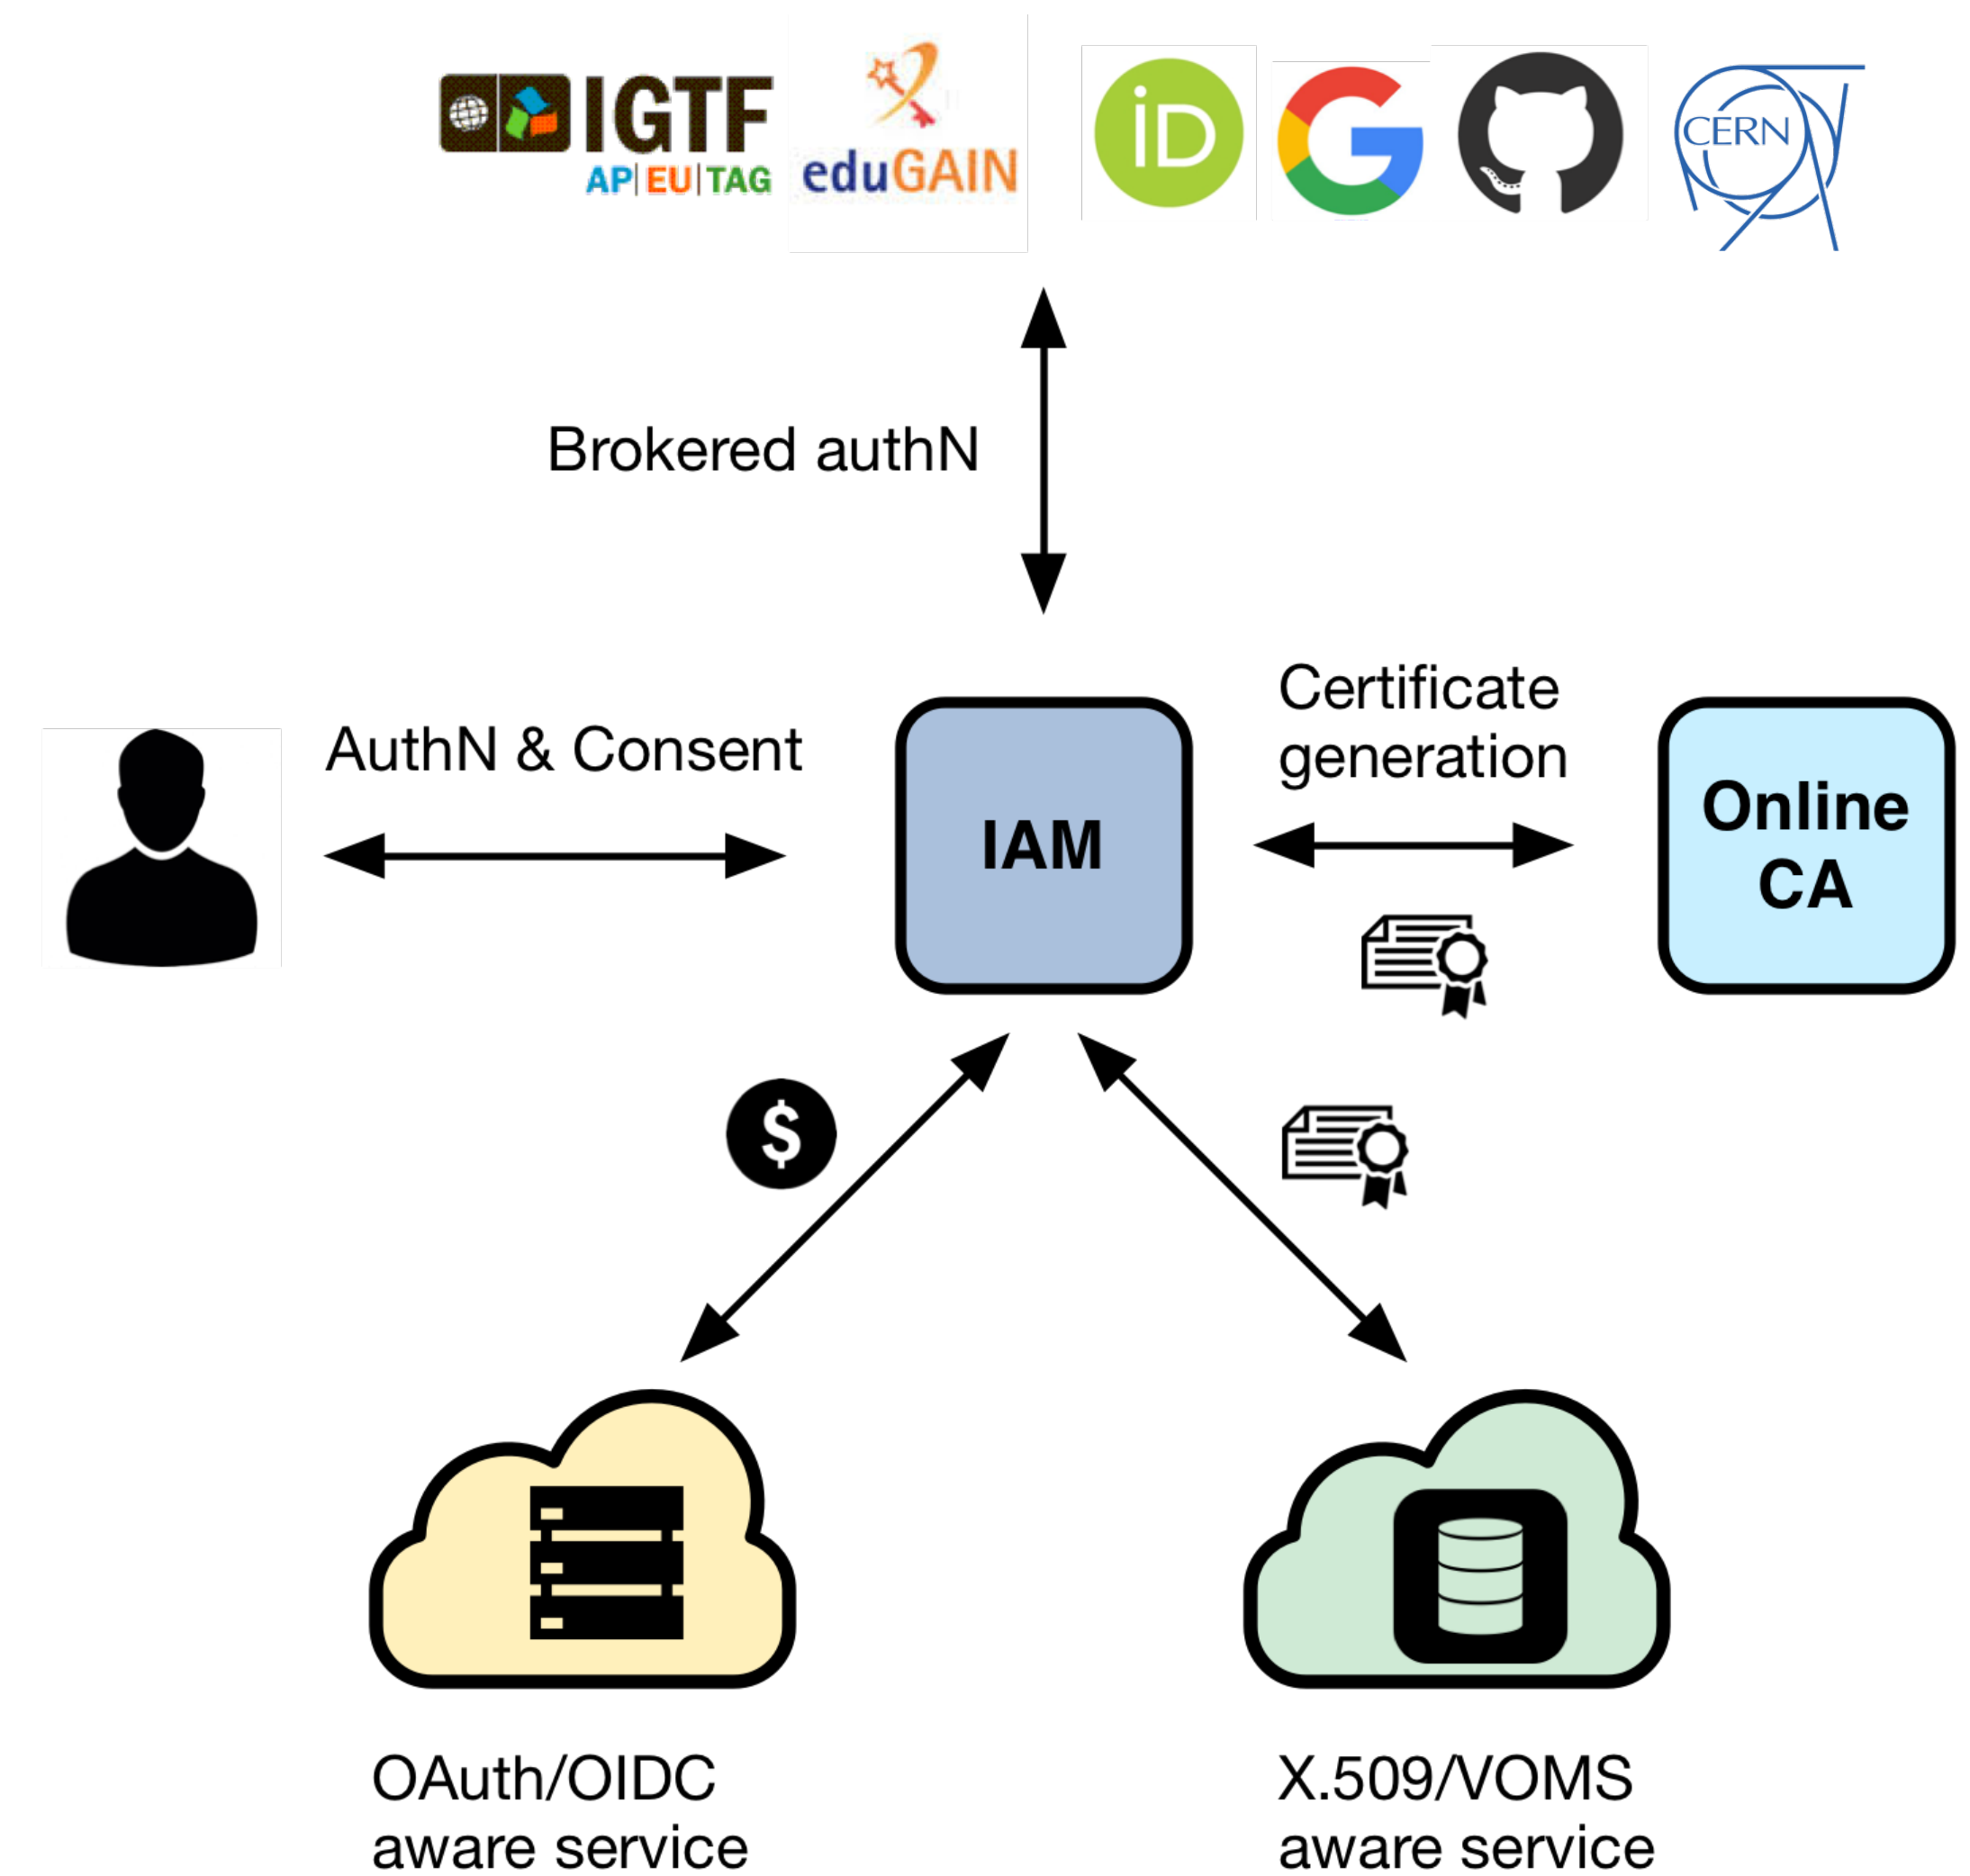 IGTF
AP|EU|TAG
eduGAIN
iD
CERN
Brokered authN
AuthN & Consent
Certificate
generation
IAM
Online
CA
$
OAuth/OIDC
aware service
X.509/VOMS
aware service